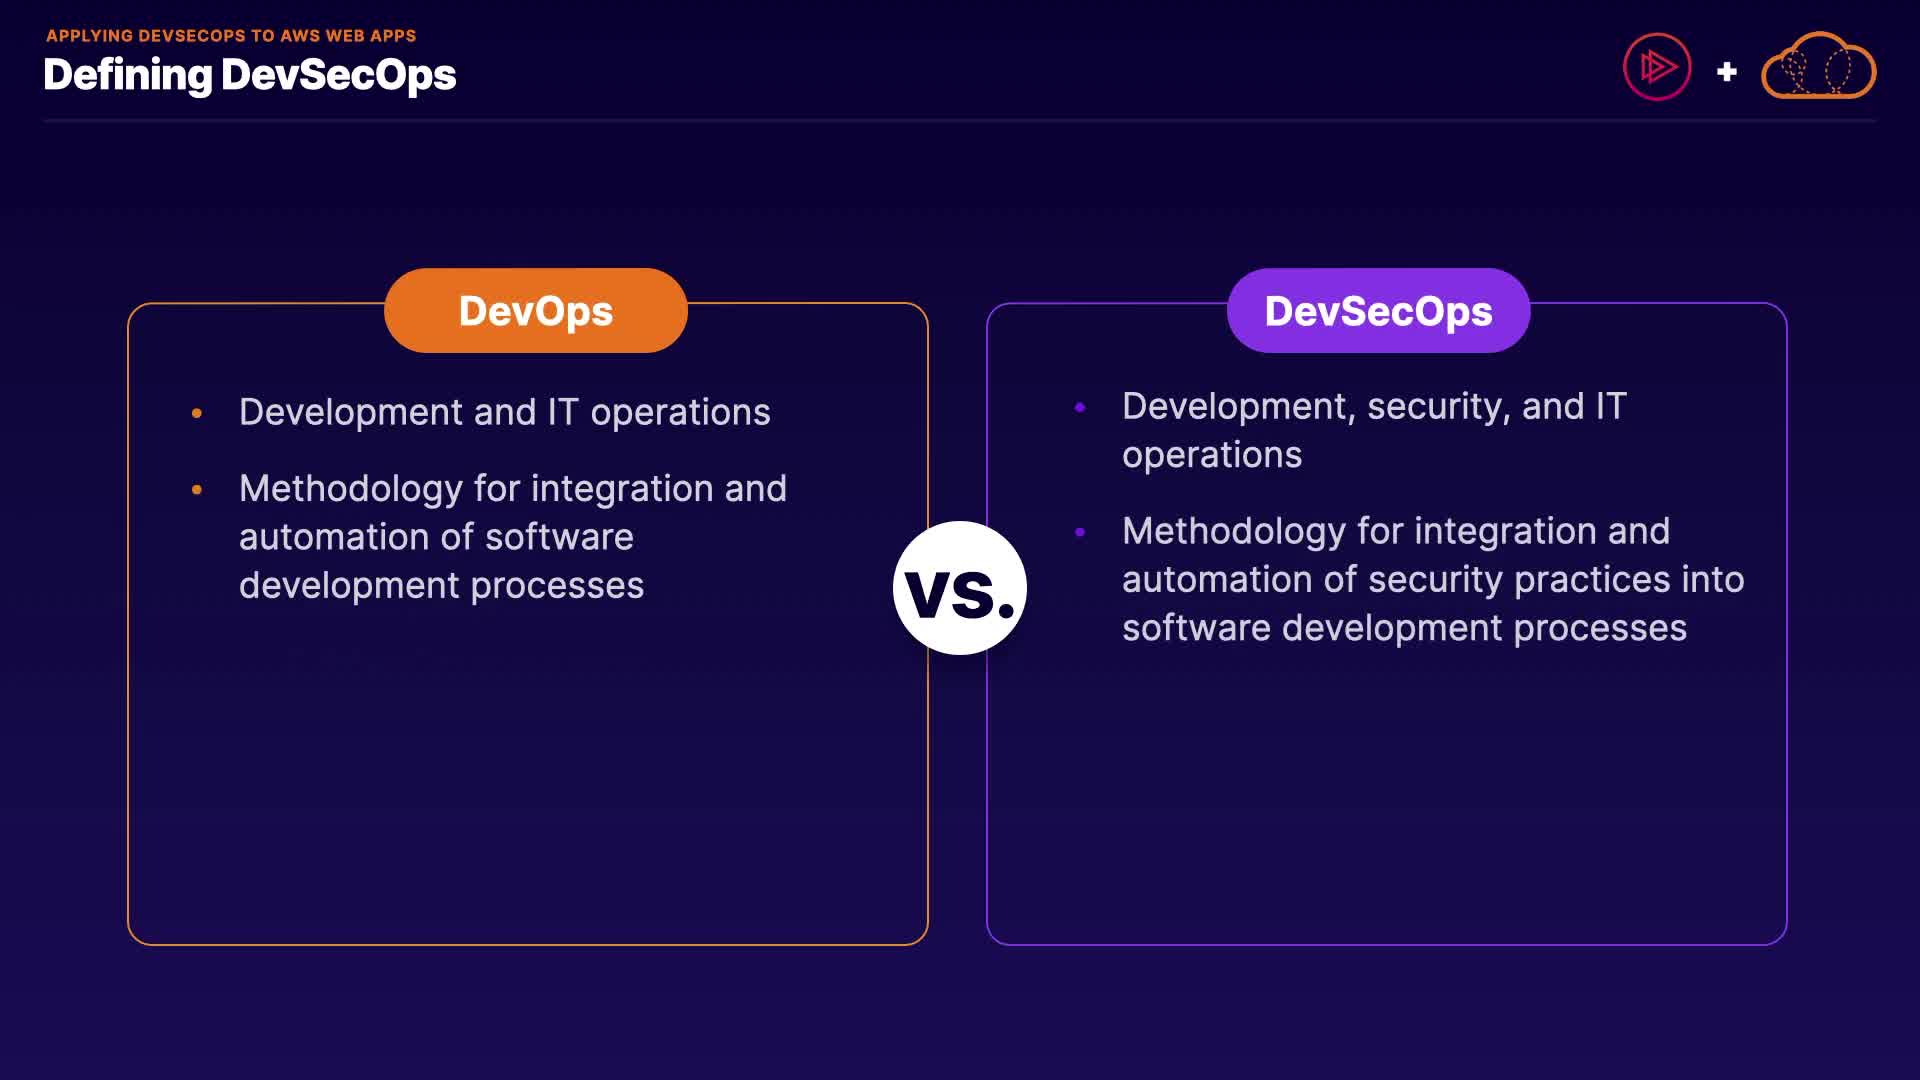 APPLYING DEVSECOPS TO AWS WEB APPS
Defining DevSecOps
+
DevOps
• Development and IT operations
• Methodology for integration and
automation of software
development processes
vs.
DevSecOps
• Development, security, and IT
operations
• Methodology for integration and
automation of security practices into
software development processes